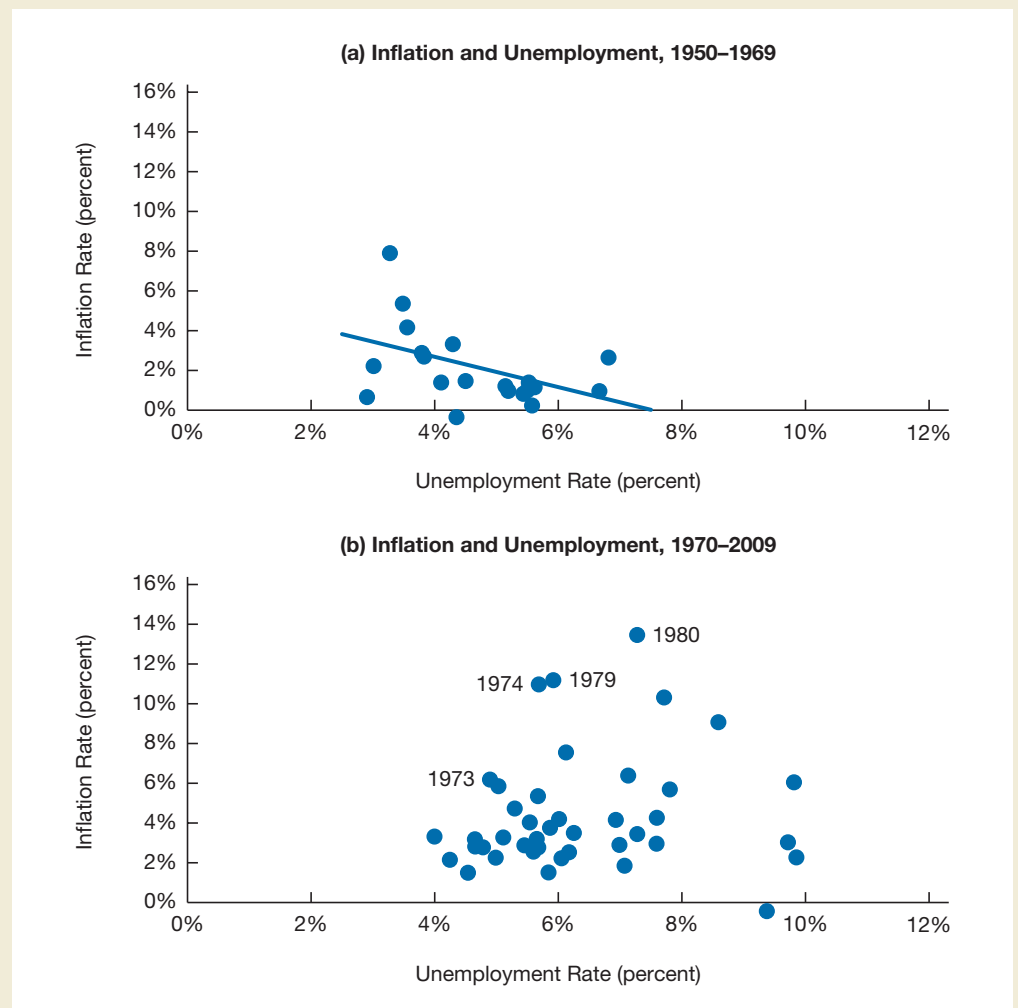 (a) Inflation and Unemployment, 1950–1969
16%
14%
12%
10%
8%
6%
4%
2%
0%
Inflation Rate (percent)
0% 2% 4% 6% 8% 10% 12%
Unemployment Rate (percent)
(b) Inflation and Unemployment, 1970–2009
16%
14%
12%
10%
8%
6%
4%
2%
0%
Inflation Rate (percent)
1980
1974 1979
1973
0% 2% 4% 6% 8% 10% 12%
Unemployment Rate (percent)